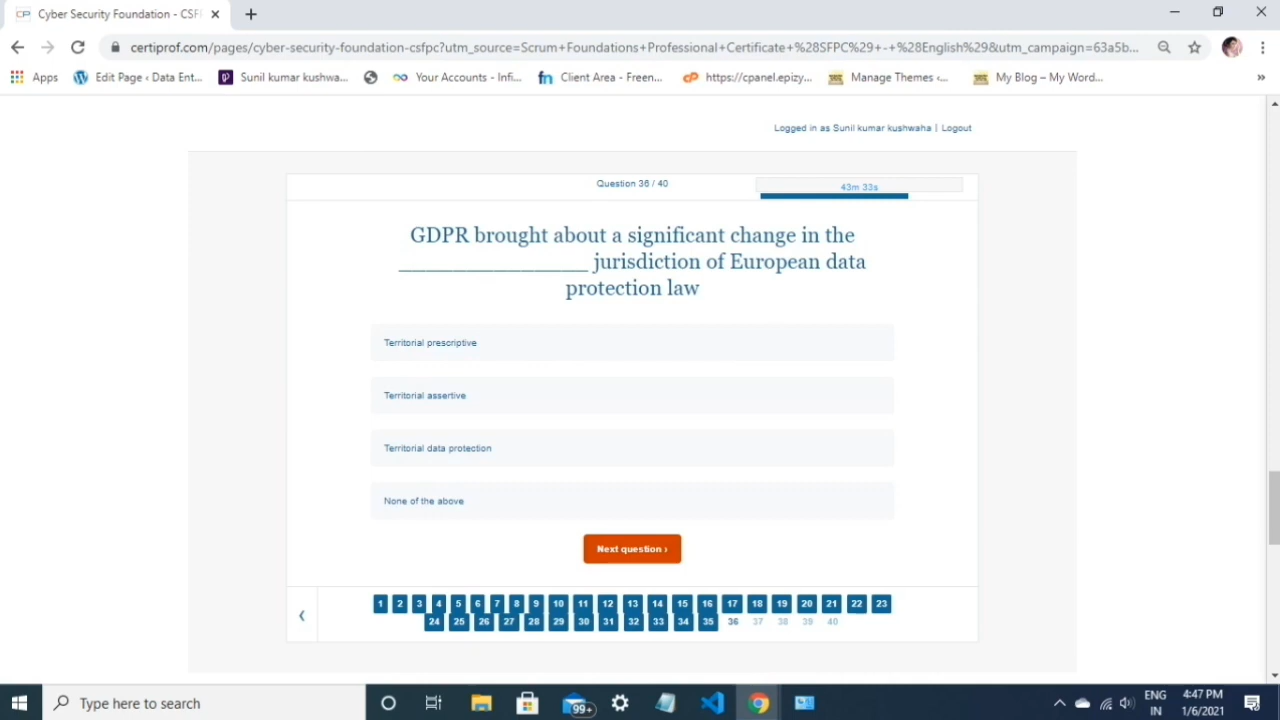 Cyber Security Foundation - CSFI
certiprof.com/pages/cyber-security-foundation-csfpc?utm_source=Scrum+Foundations+Professional+Certificate+%28SFPC%29+-+%28English%29&utm_campaign=63a5b...
Apps Edit Page ‹ Data Ent... Sunil kumar kushwa... Your Accounts - Infi... Client Area - Freen... https://cpanel.epizy... Manage Themes ‹... My Blog – My Wor... »
Logged in as Sunil kumar kushwaha | Logout
Question 36 / 40
43m 33s
GDPR brought about a significant change in the
_________________ jurisdiction of European data
protection law
Territorial prescriptive
Territorial assertive
Territorial data protection
None of the above
Next question ›
1 2 3 4 5 6 7 8 9 10 11 12 13 14 15 16 17 18 19 20 21 22 23
24 25 26 27 28 29 30 31 32 33 34 35 36 37 38 39 40
Type here to search
99+
ENG
IN
4:47 PM
1/6/2021